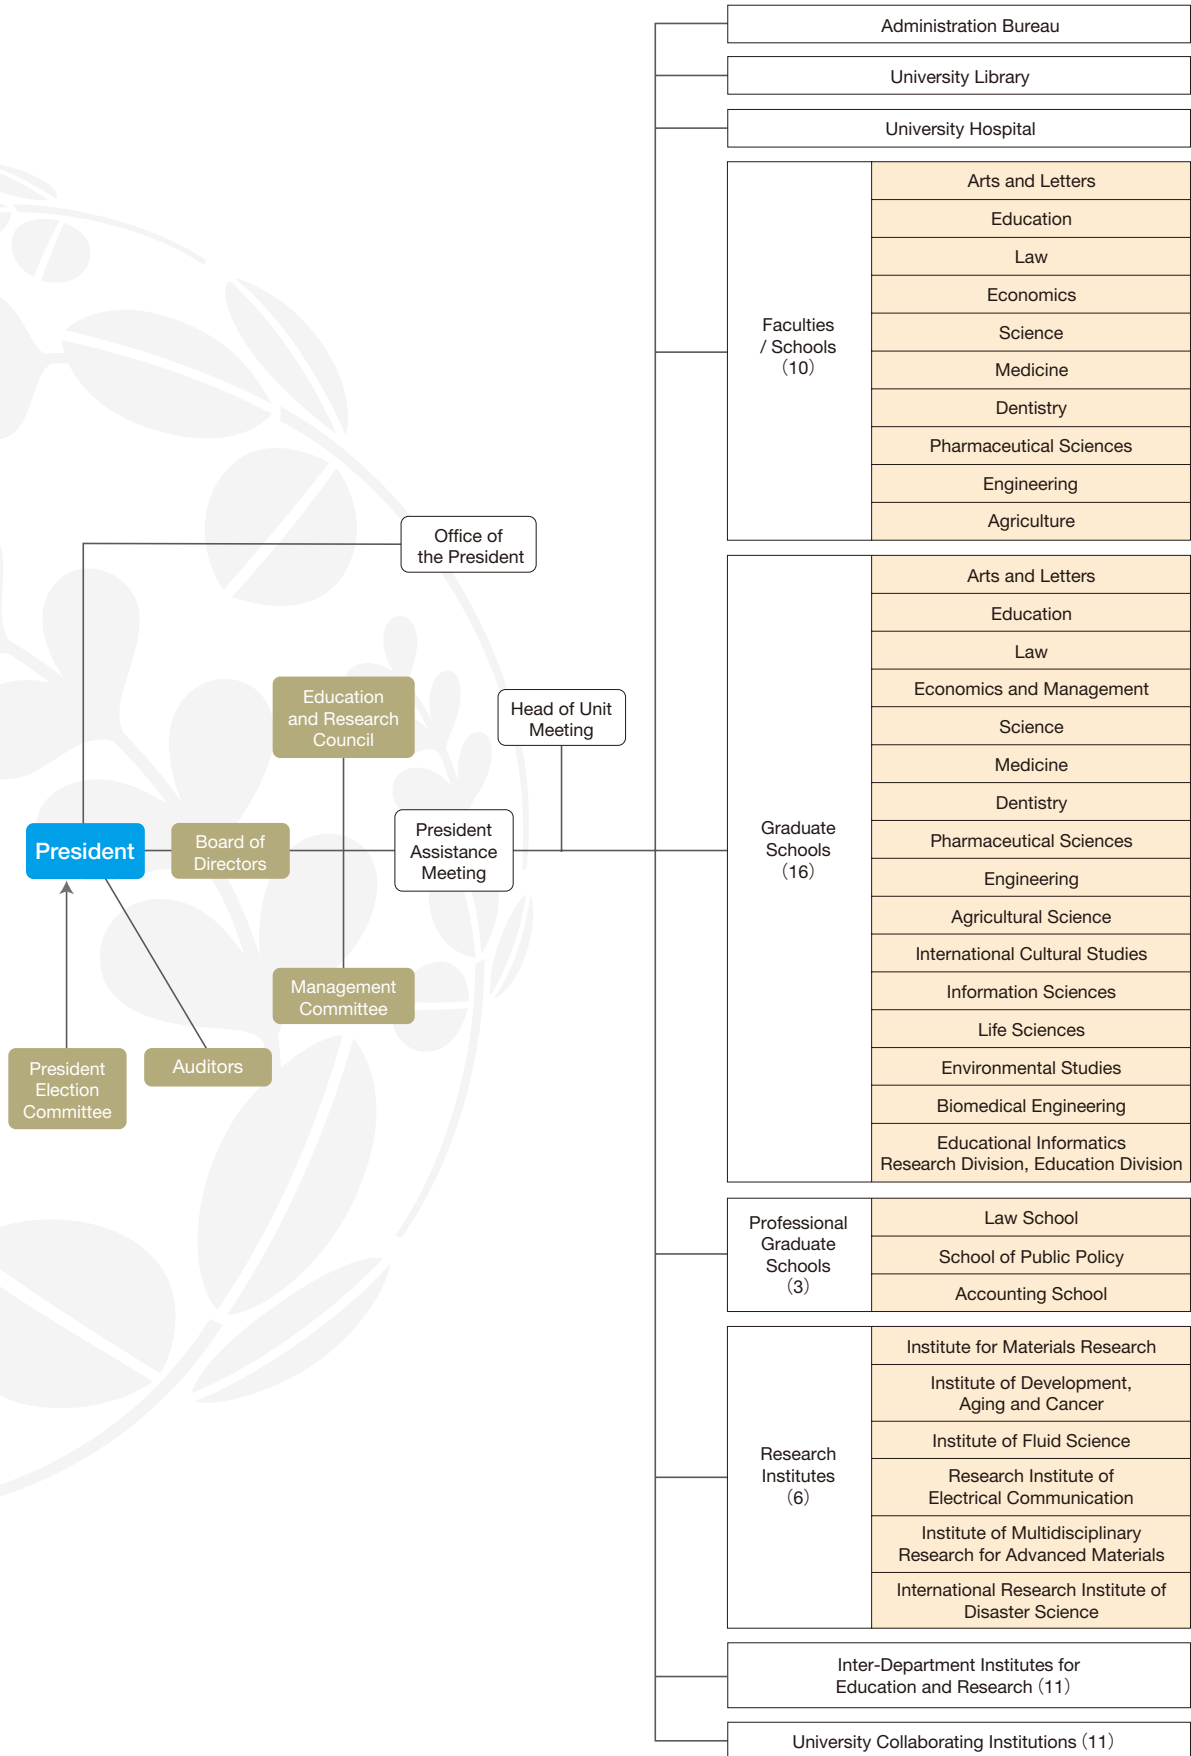 Administration Bureau
University Library
University Hospital
Faculties
/ Schools
（10）
Arts and Letters
Education
Law
Economics
Science
Medicine
Dentistry
Pharmaceutical Sciences
Engineering
Agriculture
Office of
the President
Education
and Research
Council
Head of Unit
Meeting
President
Board of
Directors
President
Assistance
Meeting
Management
Committee
President
Election
Committee
Auditors
Graduate
Schools
（16）
Arts and Letters
Education
Law
Economics and Management
Science
Medicine
Dentistry
Pharmaceutical Sciences
Engineering
Agricultural Science
International Cultural Studies
Information Sciences
Life Sciences
Environmental Studies
Biomedical Engineering
Educational Informatics
Research Division, Education Division
Professional
Graduate
Schools
（3）
Law School
School of Public Policy
Accounting School
Research
Institutes
（6）
Institute for Materials Research
Institute of Development,
Aging and Cancer
Institute of Fluid Science
Research Institute of
Electrical Communication
Institute of Multidisciplinary
Research for Advanced Materials
International Research Institute of
Disaster Science
Inter-Department Institutes for
Education and Research（11）
University Collaborating Institutions（11）